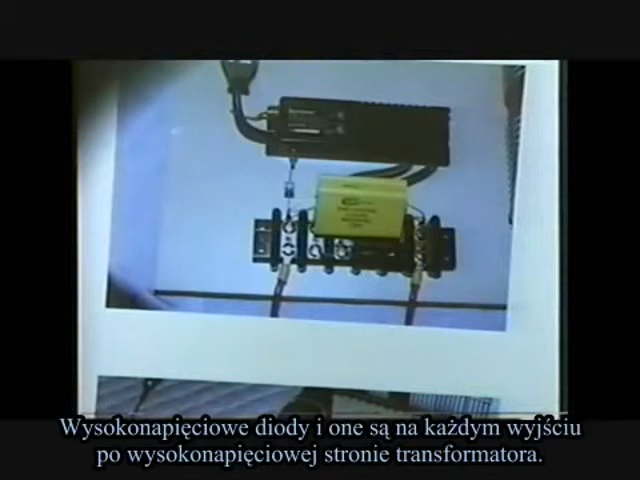 Wysokonapięciowe diody i one są na każdym wyjściu
po wysokonapięciowej stronie transformatora.